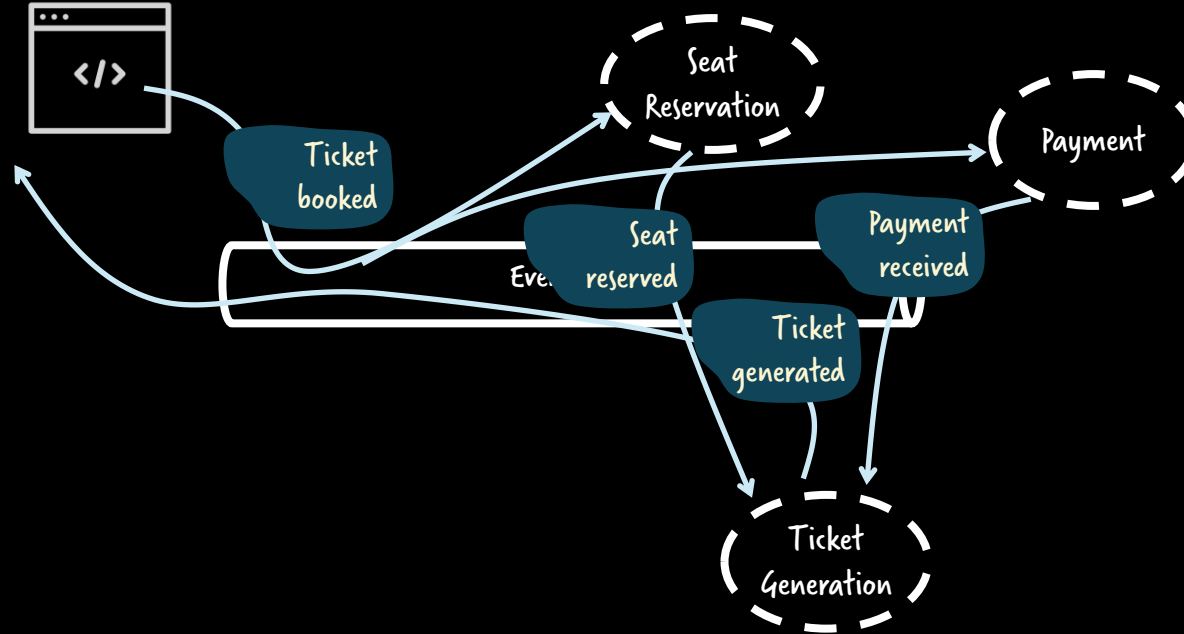 </>
Seat
Reservation
Payment
Ticket
booked
Seat
reserved
Payment
received
Ticket
generated
Ticket
Generation